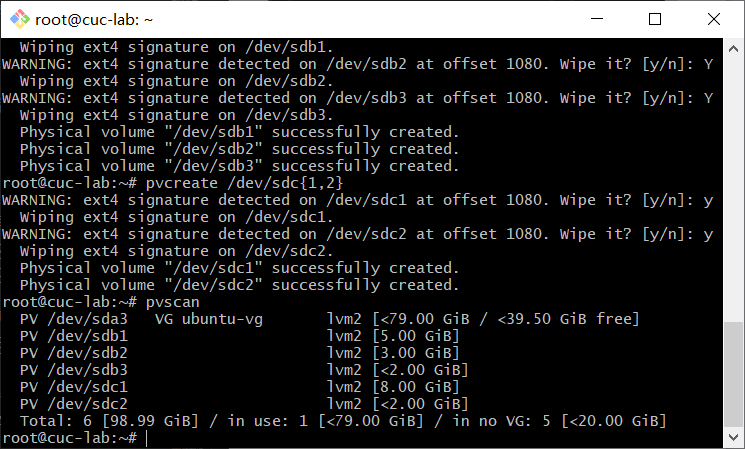 root@cuc-lab: ~
  Wiping ext4 signature on /dev/sdb1.
WARNING: ext4 signature detected on /dev/sdb2 at offset 1080. Wipe it? [y/n]: Y
  Wiping ext4 signature on /dev/sdb2.
WARNING: ext4 signature detected on /dev/sdb3 at offset 1080. Wipe it? [y/n]: Y
  Wiping ext4 signature on /dev/sdb3.
  Physical volume "/dev/sdb1" successfully created.
  Physical volume "/dev/sdb2" successfully created.
  Physical volume "/dev/sdb3" successfully created.
root@cuc-lab:~# pvcreate /dev/sdc{1,2}
WARNING: ext4 signature detected on /dev/sdc1 at offset 1080. Wipe it? [y/n]: y
  Wiping ext4 signature on /dev/sdc1.
WARNING: ext4 signature detected on /dev/sdc2 at offset 1080. Wipe it? [y/n]: y
  Wiping ext4 signature on /dev/sdc2.
  Physical volume "/dev/sdc1" successfully created.
  Physical volume "/dev/sdc2" successfully created.
root@cuc-lab:~# pvscan
  PV /dev/sda3   VG ubuntu-vg       lvm2 [<79.00 GiB / <39.50 GiB free]
  PV /dev/sdb1                      lvm2 [5.00 GiB]
  PV /dev/sdb2                      lvm2 [3.00 GiB]
  PV /dev/sdb3                      lvm2 [<2.00 GiB]
  PV /dev/sdc1                      lvm2 [8.00 GiB]
  PV /dev/sdc2                      lvm2 [<2.00 GiB]
  Total: 6 [98.99 GiB] / in use: 1 [<79.00 GiB] / in no VG: 5 [<20.00 GiB]
root@cuc-lab:~#